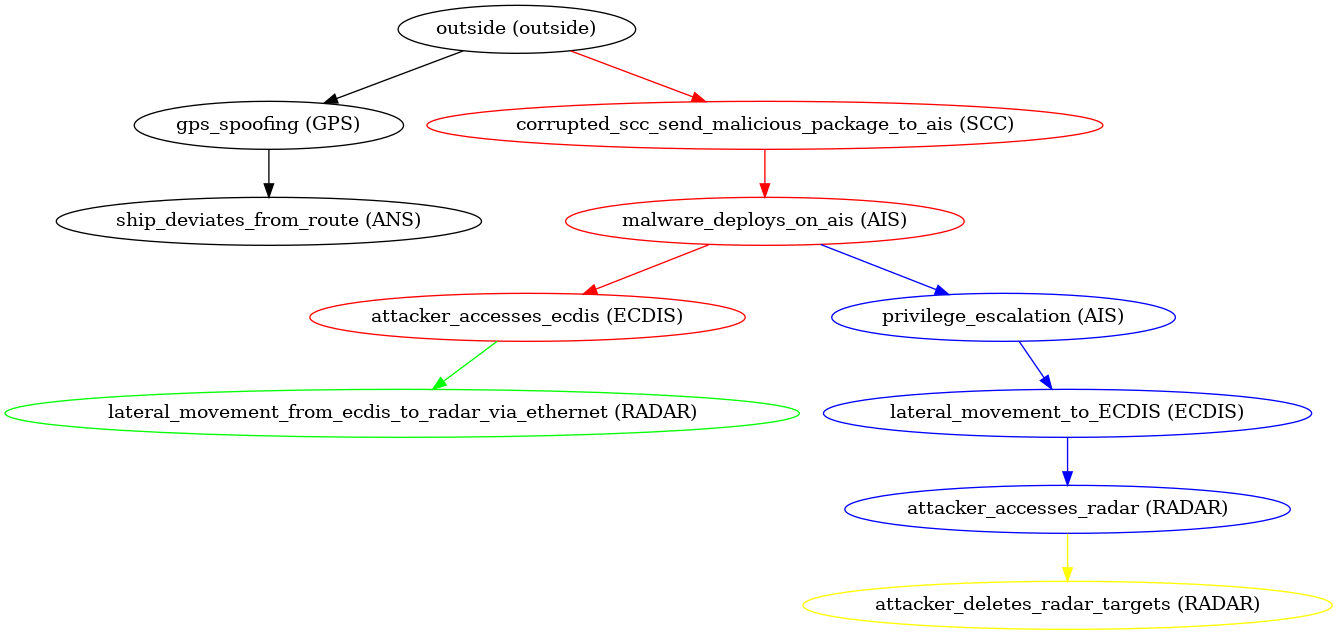 outside (outside)
gps_spoofing (GPS)
corrupted_scc_send_malicious_package_to_ais (SCC)
ship_deviates_from_route (ANS)
malware_deploys_on_ais (AIS)
attacker_accesses_ecdis (ECDIS)
privilege_escalation (AIS)
lateral_movement_from_ecdis_to_radar_via_ethernet (RADAR)
lateral_movement_to_ECDIS (ECDIS)
attacker_accesses_radar (RADAR)
attacker_deletes_radar_targets (RADAR)